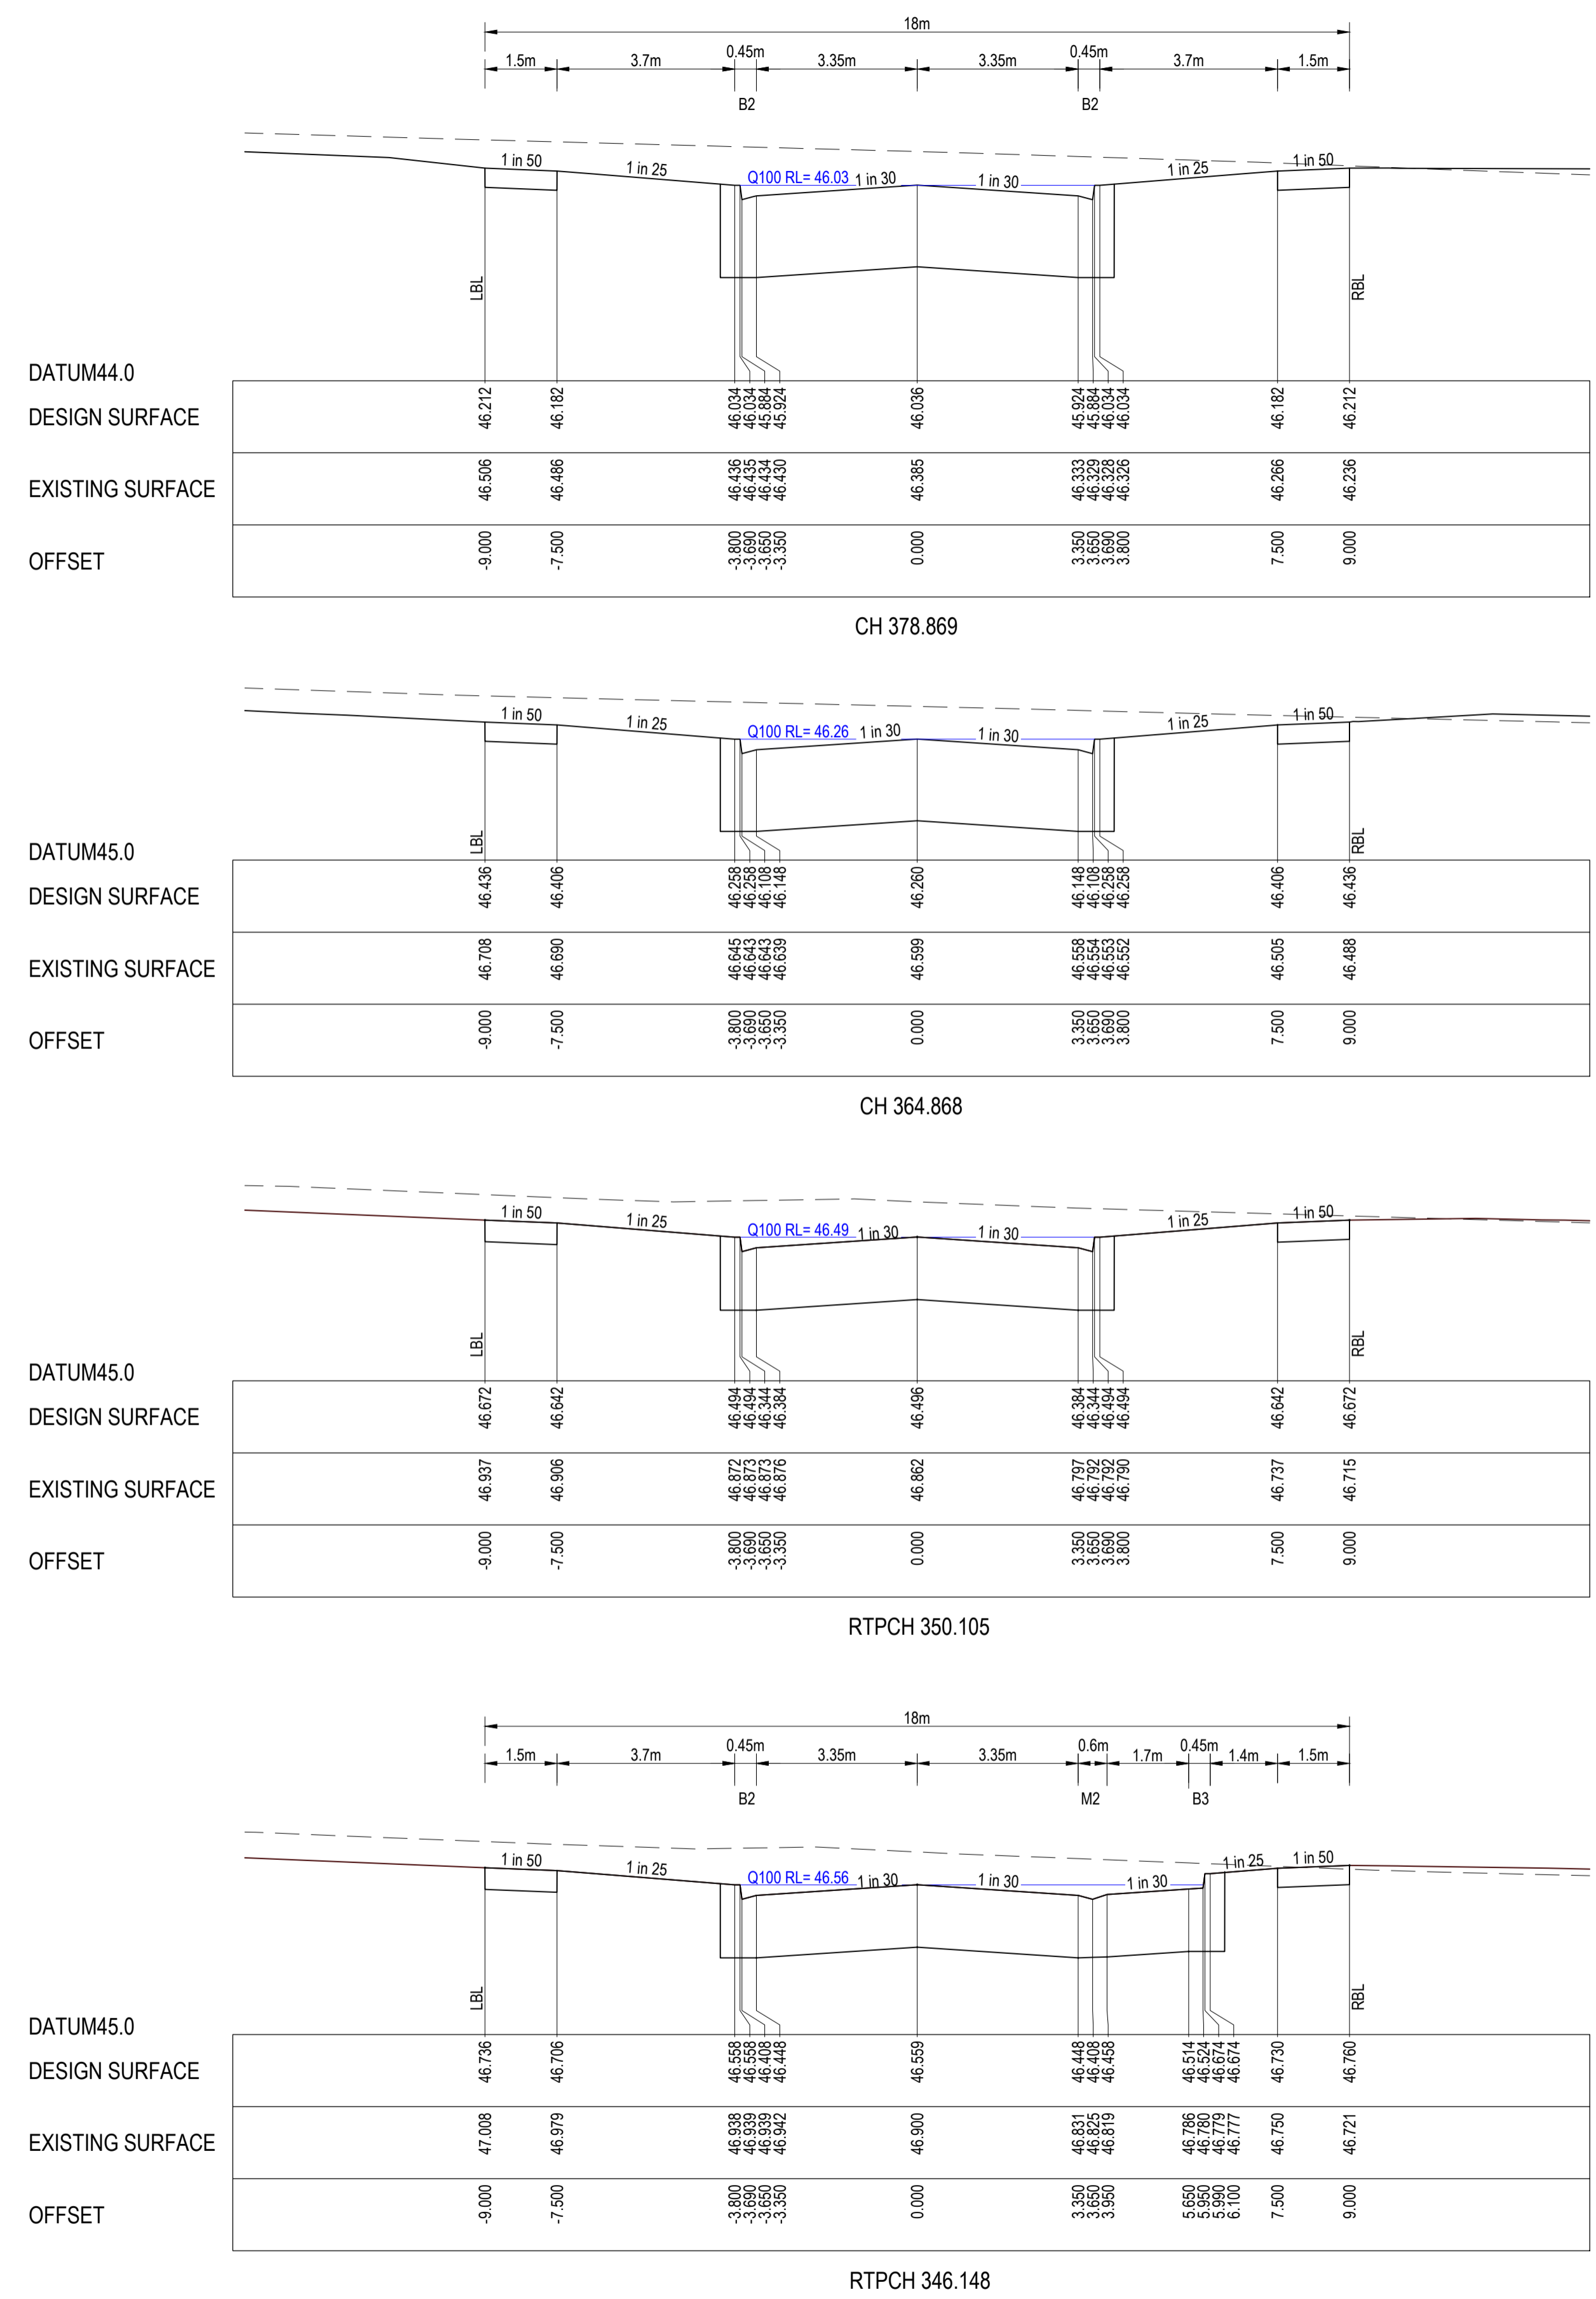 18m
1.5m 3.7m 0.45m 3.35m 3.35m 0.45m 3.7m 1.5m
B2 B2
1 in 50 1 in 25 Q100 RL= 46.03 1 in 30 1 in 30 1 in 25 1 in 50
LBL RBL
DATUM44.0
DESIGN SURFACE 46.212 46.182 46.034 46.034 45.884 45.924 46.036 45.924 45.884 46.034 46.034 46.182 46.212
EXISTING SURFACE 46.506 46.486 46.436 46.435 46.434 46.430 46.385 46.333 46.329 46.328 46.326 46.266 46.236
OFFSET -9.000 -7.500 -3.800 -3.690 -3.650 -3.350 0.000 3.350 3.650 3.690 3.800 7.500 9.000
CH 378.869
1 in 50 1 in 25 Q100 RL= 46.26 1 in 30 1 in 30 1 in 25 1 in 50
LBL RBL
DATUM45.0
DESIGN SURFACE 46.436 46.406 46.258 46.258 46.108 46.148 46.260 46.148 46.108 46.258 46.258 46.406 46.436
EXISTING SURFACE 46.708 46.690 46.645 46.643 46.643 46.639 46.599 46.558 46.554 46.553 46.552 46.505 46.488
OFFSET -9.000 -7.500 -3.800 -3.690 -3.650 -3.350 0.000 3.350 3.650 3.690 3.800 7.500 9.000
CH 364.868
1 in 50 1 in 25 Q100 RL= 46.49 1 in 30 1 in 30 1 in 25 1 in 50
LBL RBL
DATUM45.0
DESIGN SURFACE 46.672 46.642 46.494 46.494 46.344 46.384 46.496 46.384 46.344 46.494 46.494 46.642 46.672
EXISTING SURFACE 46.937 46.906 46.872 46.873 46.873 46.876 46.862 46.797 46.792 46.792 46.790 46.737 46.715
OFFSET -9.000 -7.500 -3.800 -3.690 -3.650 -3.350 0.000 3.350 3.650 3.690 3.800 7.500 9.000
RTPCH 350.105
18m
1.5m 3.7m 0.45m 3.35m 3.35m 0.6m 1.7m 0.45m 1.4m 1.5m
B2 M2 B3
1 in 50 1 in 25 Q100 RL= 46.56 1 in 30 1 in 30 1 in 30 1 in 25 1 in 50
LBL RBL
DATUM45.0
DESIGN SURFACE 46.736 46.706 46.558 46.558 46.408 46.448 46.559 46.448 46.408 46.458 46.514 46.524 46.674 46.674 46.730 46.760
EXISTING SURFACE 47.008 46.979 46.938 46.939 46.939 46.942 46.900 46.831 46.825 46.819 46.786 46.780 46.779 46.777 46.750 46.721
OFFSET -9.000 -7.500 -3.800 -3.690 -3.650 -3.350 0.000 3.350 3.650 3.950 5.650 5.950 5.990 6.100 7.500 9.000
RTPCH 346.148